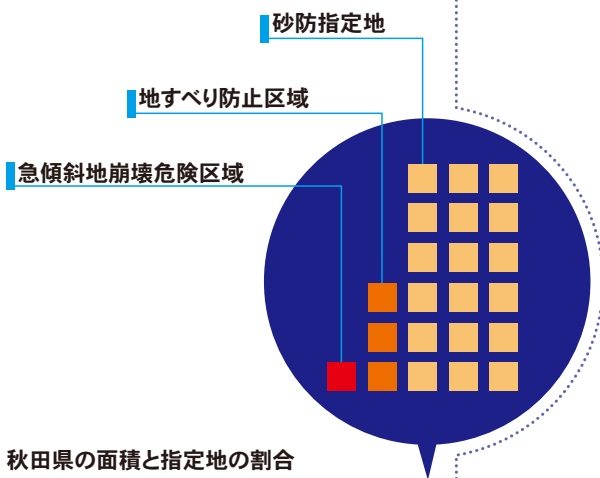 砂防指定地
地すべり防止区域
急傾斜地崩壊危険区域
秋田県の面積と指定地の割合